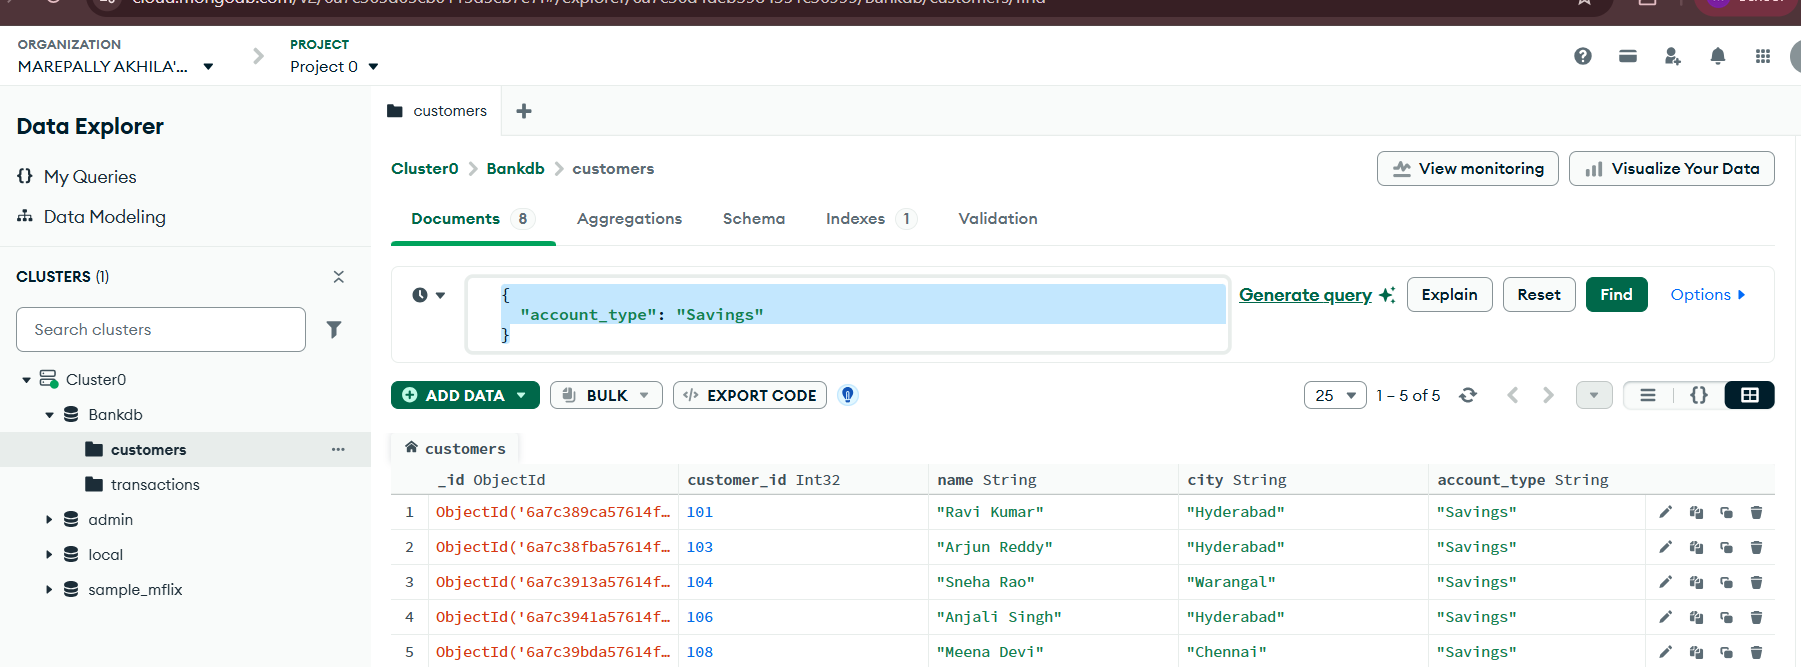 ORGANIZATION
MAREPALLY AKHILA'...
PROJECT
Project 0
Data Explorer
My Queries
Data Modeling
CLUSTERS (1)
Search clusters
Cluster0
Bankdb
customers
transactions
admin
local
sample_mflix
customers
Cluster0 > Bankdb > customers
View monitoring
Visualize Your Data
Documents 8
Aggregations
Schema
Indexes 1
Validation
{
"account_type": "Savings"
}
Generate query
Explain
Reset
Find
Options
ADD DATA
BULK
EXPORT CODE
25
1 – 5 of 5
customers
_id ObjectId customer_id Int32 name String city String account_type String
1 ObjectId('6a7c389ca57614f… 101 "Ravi Kumar" "Hyderabad" "Savings"
2 ObjectId('6a7c38fba57614f… 103 "Arjun Reddy" "Hyderabad" "Savings"
3 ObjectId('6a7c3913a57614f… 104 "Sneha Rao" "Warangal" "Savings"
4 ObjectId('6a7c3941a57614f… 106 "Anjali Singh" "Hyderabad" "Savings"
5 ObjectId('6a7c39bda57614f… 108 "Meena Devi" "Chennai" "Savings"